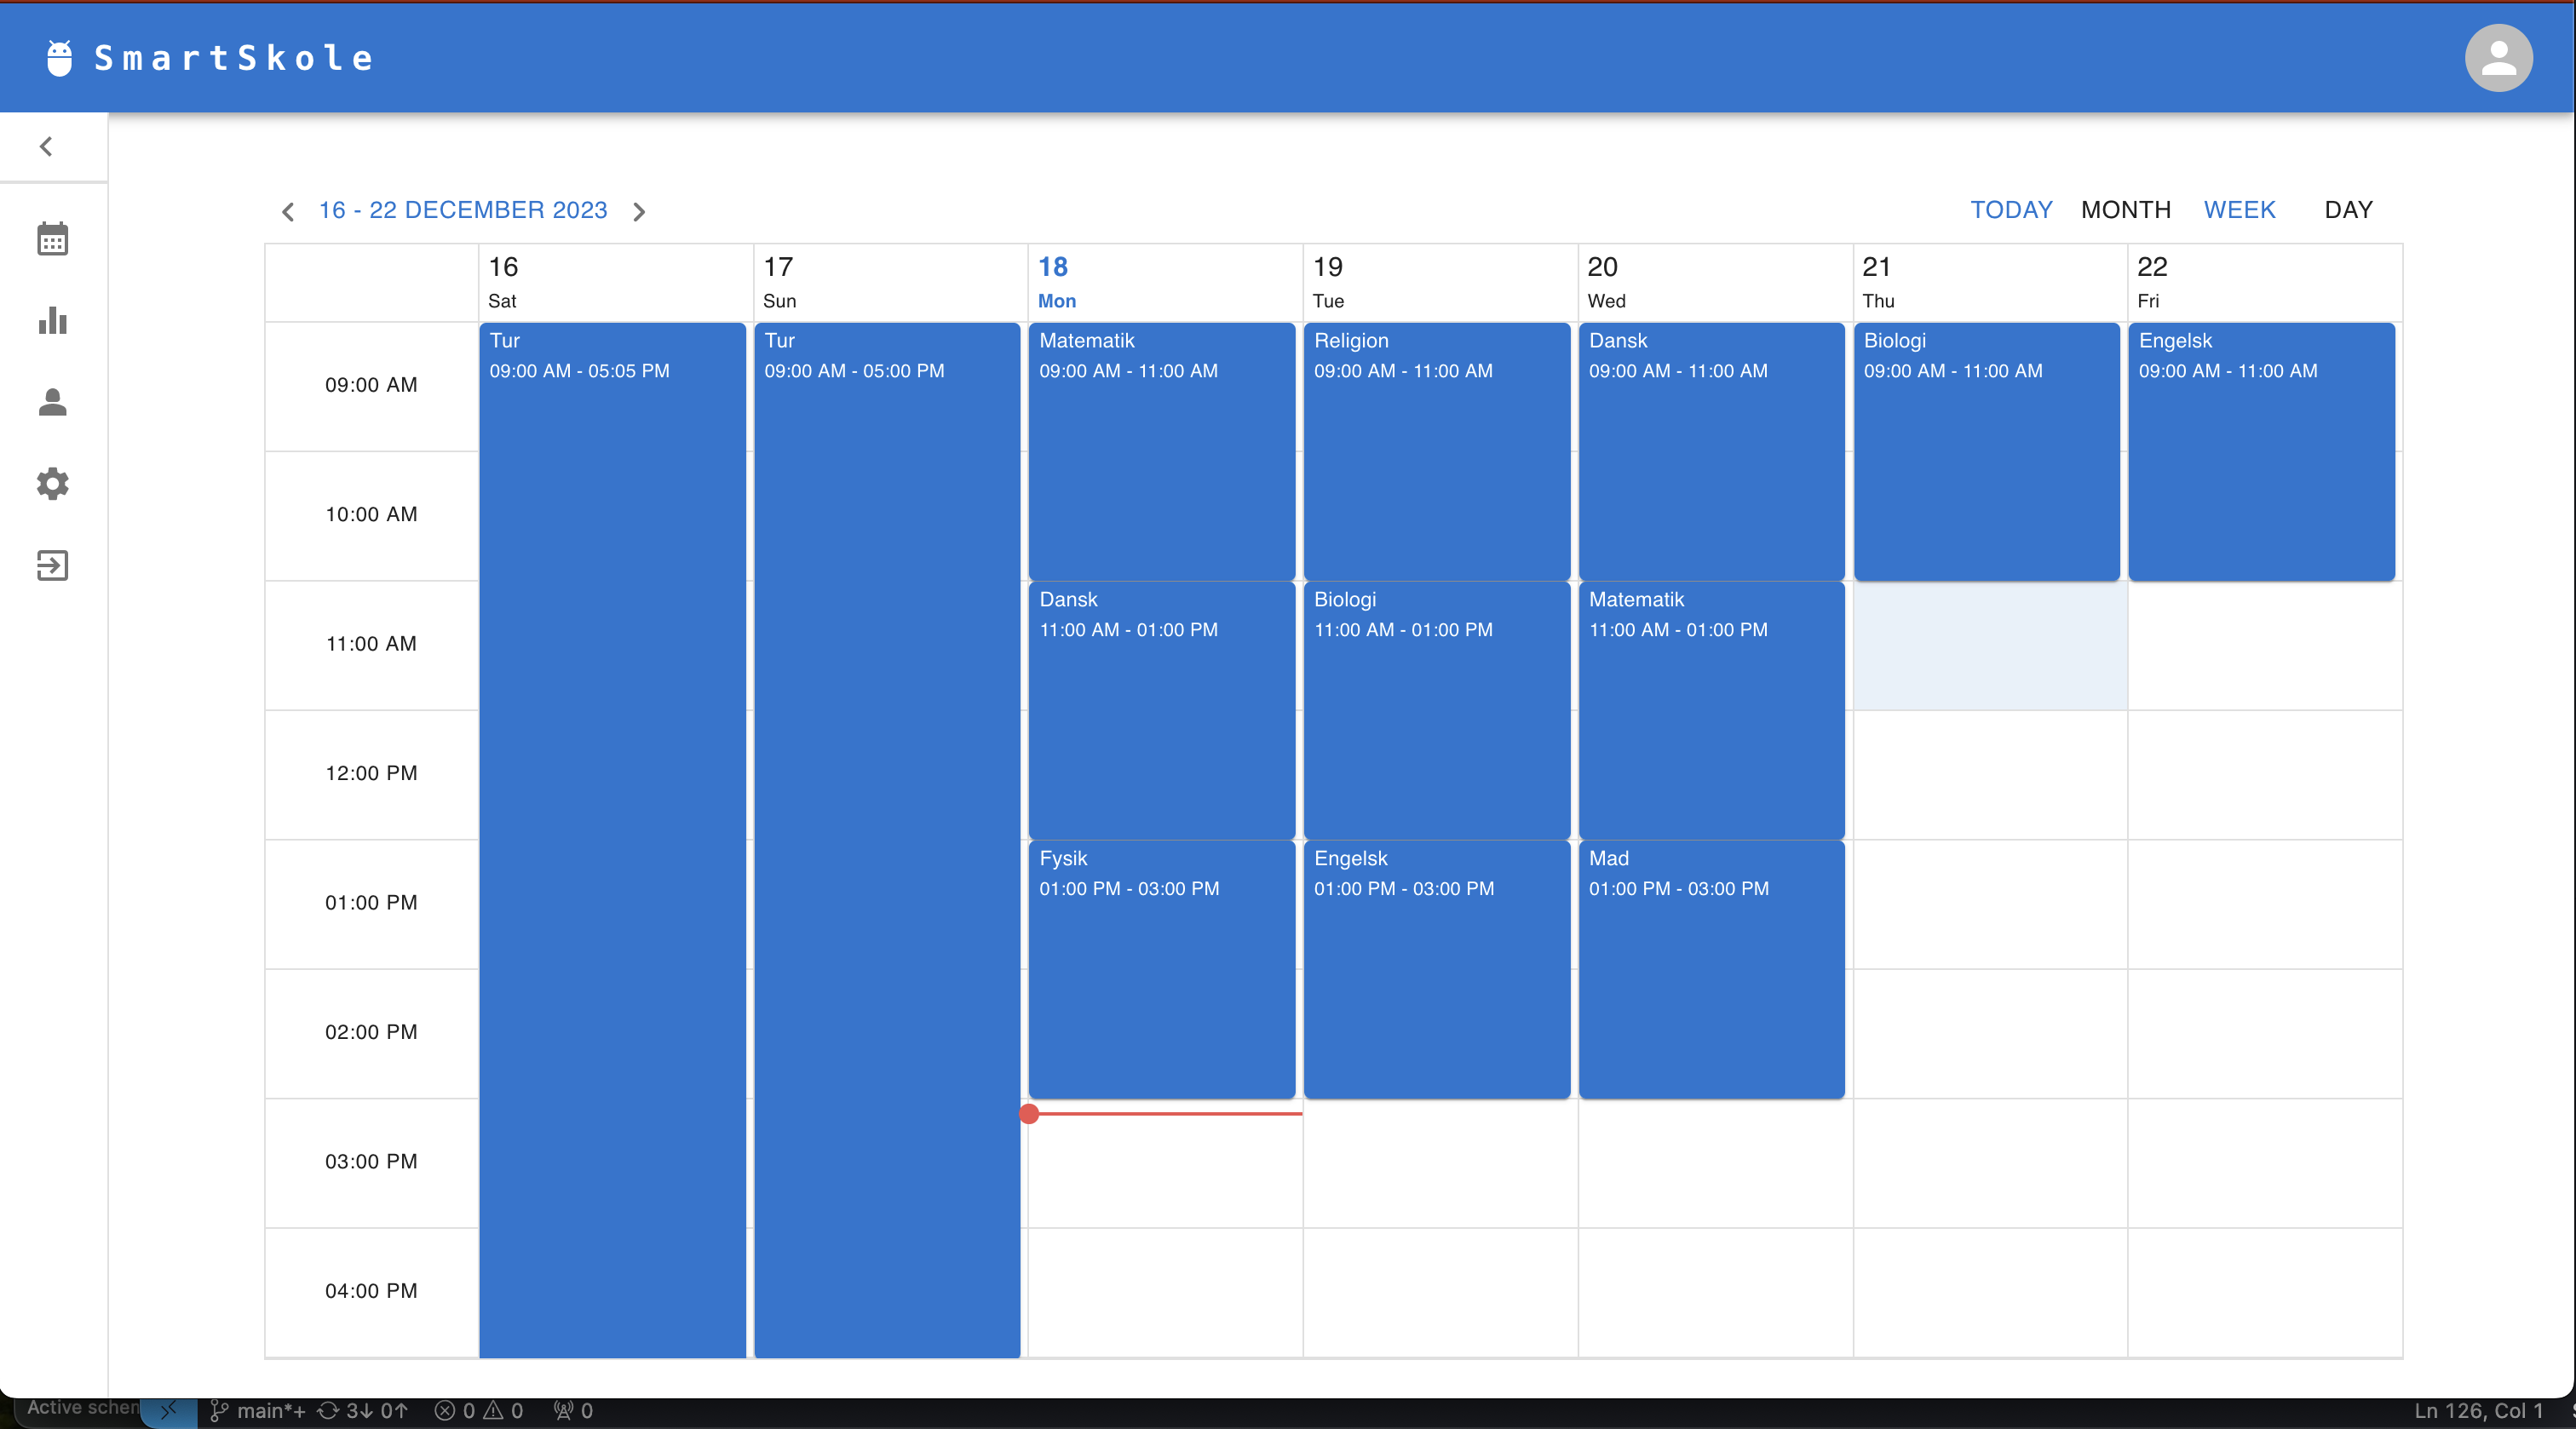 SmartSkole
16 - 22 DECEMBER 2023
TODAY MONTH WEEK DAY
16 17 18 19 20 21 22
Sat Sun Mon Tue Wed Thu Fri
Tur Tur Matematik Religion Dansk Biologi Engelsk
09:00 AM - 05:05 PM 09:00 AM - 05:00 PM 09:00 AM - 11:00 AM 09:00 AM - 11:00 AM 09:00 AM - 11:00 AM 09:00 AM - 11:00 AM 09:00 AM - 11:00 AM
09:00 AM
10:00 AM
Dansk Biologi Matematik
11:00 AM - 01:00 PM 11:00 AM - 01:00 PM 11:00 AM - 01:00 PM
11:00 AM
12:00 PM
Fysik Engelsk Mad
01:00 PM - 03:00 PM 01:00 PM - 03:00 PM 01:00 PM - 03:00 PM
01:00 PM
02:00 PM
03:00 PM
04:00 PM
Active schem main*+ 3↓ 0↑ 0 0 0 Ln 126, Col 1